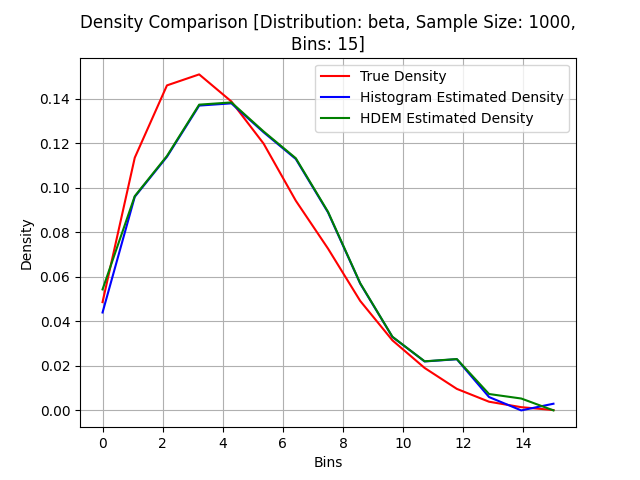 Density Comparison [Distribution: beta, Sample Size: 1000,
Bins: 15]
True Density
Histogram Estimated Density
HDEM Estimated Density
Density
0.14
0.12
0.10
0.08
0.06
0.04
0.02
0.00
0 2 4 6 8 10 12 14
Bins